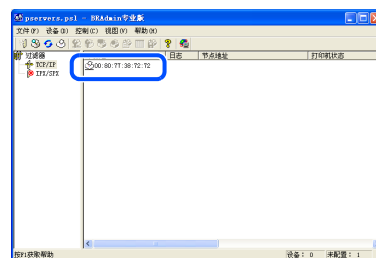 pservers.ps1 - BRAdmin专业版
文件(F) 设备(D) 控制(C) 视图(V) 帮助(H)
过滤器 日志 节点地址 打印机状态
TCP/IP 00:80:77:38:72:72
IPX/SPX
按F1获取帮助 设备: 0 未配置: 1